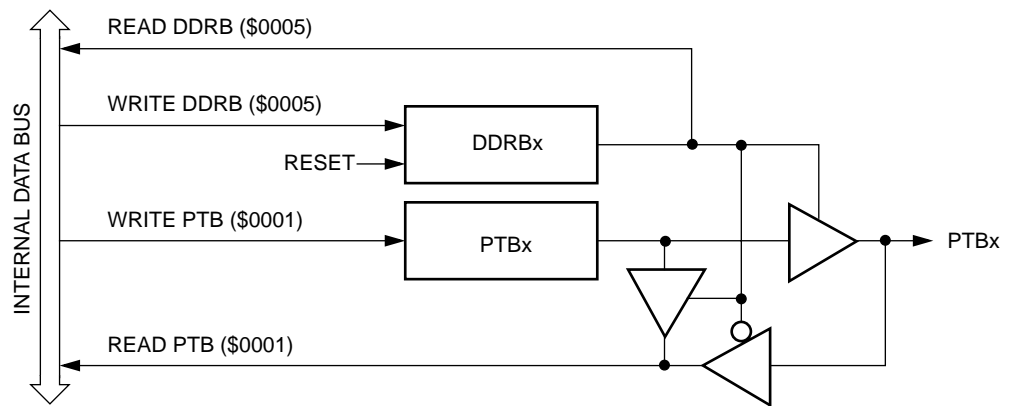 READ DDRB ($0005)
WRITE DDRB ($0005)
DDRBx
RESET
WRITE PTB ($0001)
PTBx
PTBx
READ PTB ($0001)
INTERNAL DATA BUS